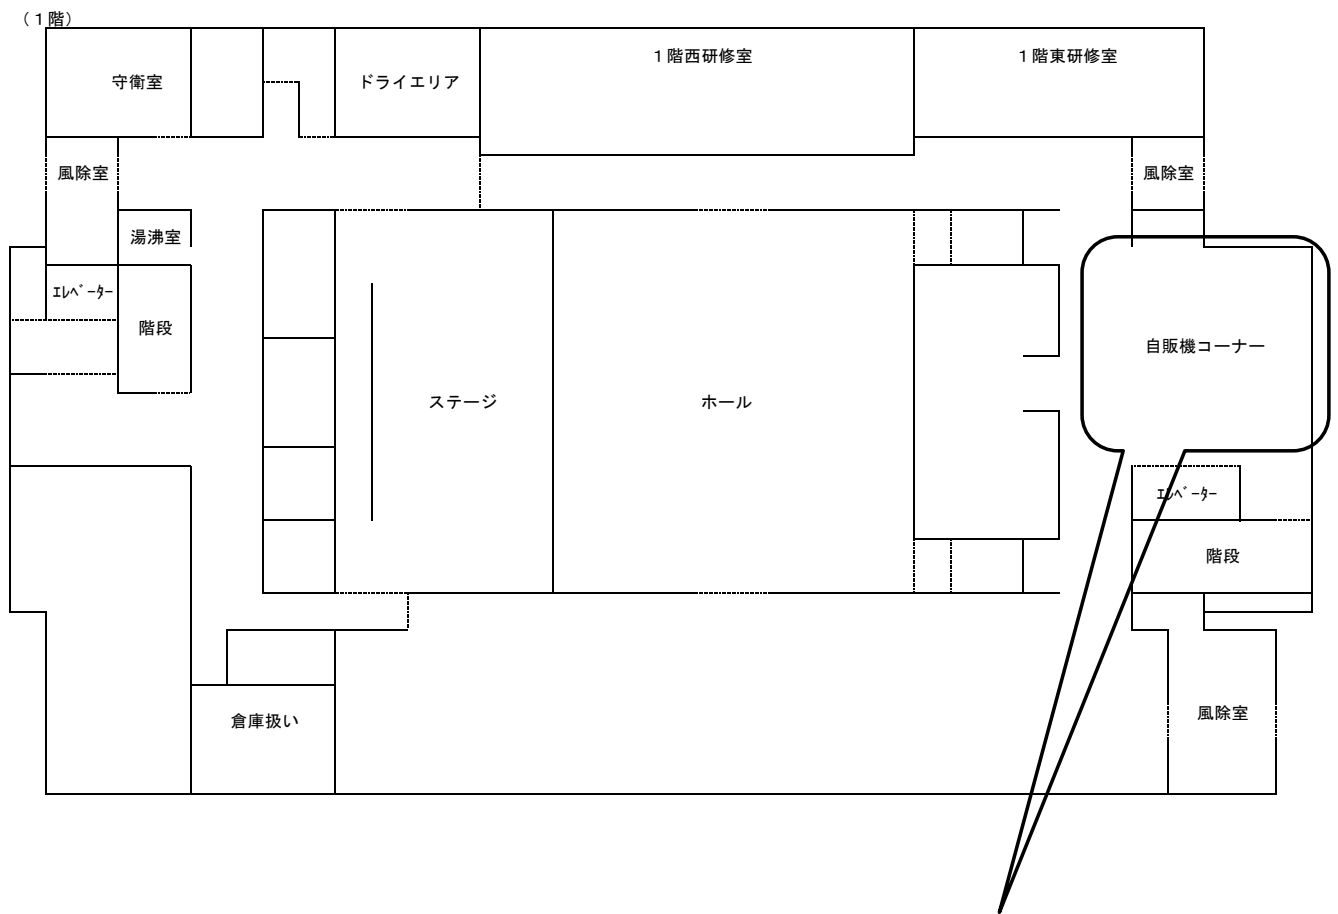 （１階）
１階西研修室
１階東研修室
守衛室
ドライエリア
風除室
風除室
湯沸室
ｴﾚﾍﾞｰﾀｰ
階段
自販機コーナー
ステージ
ホール
ｴﾚﾍﾞｰﾀｰ
階段
風除室
倉庫扱い